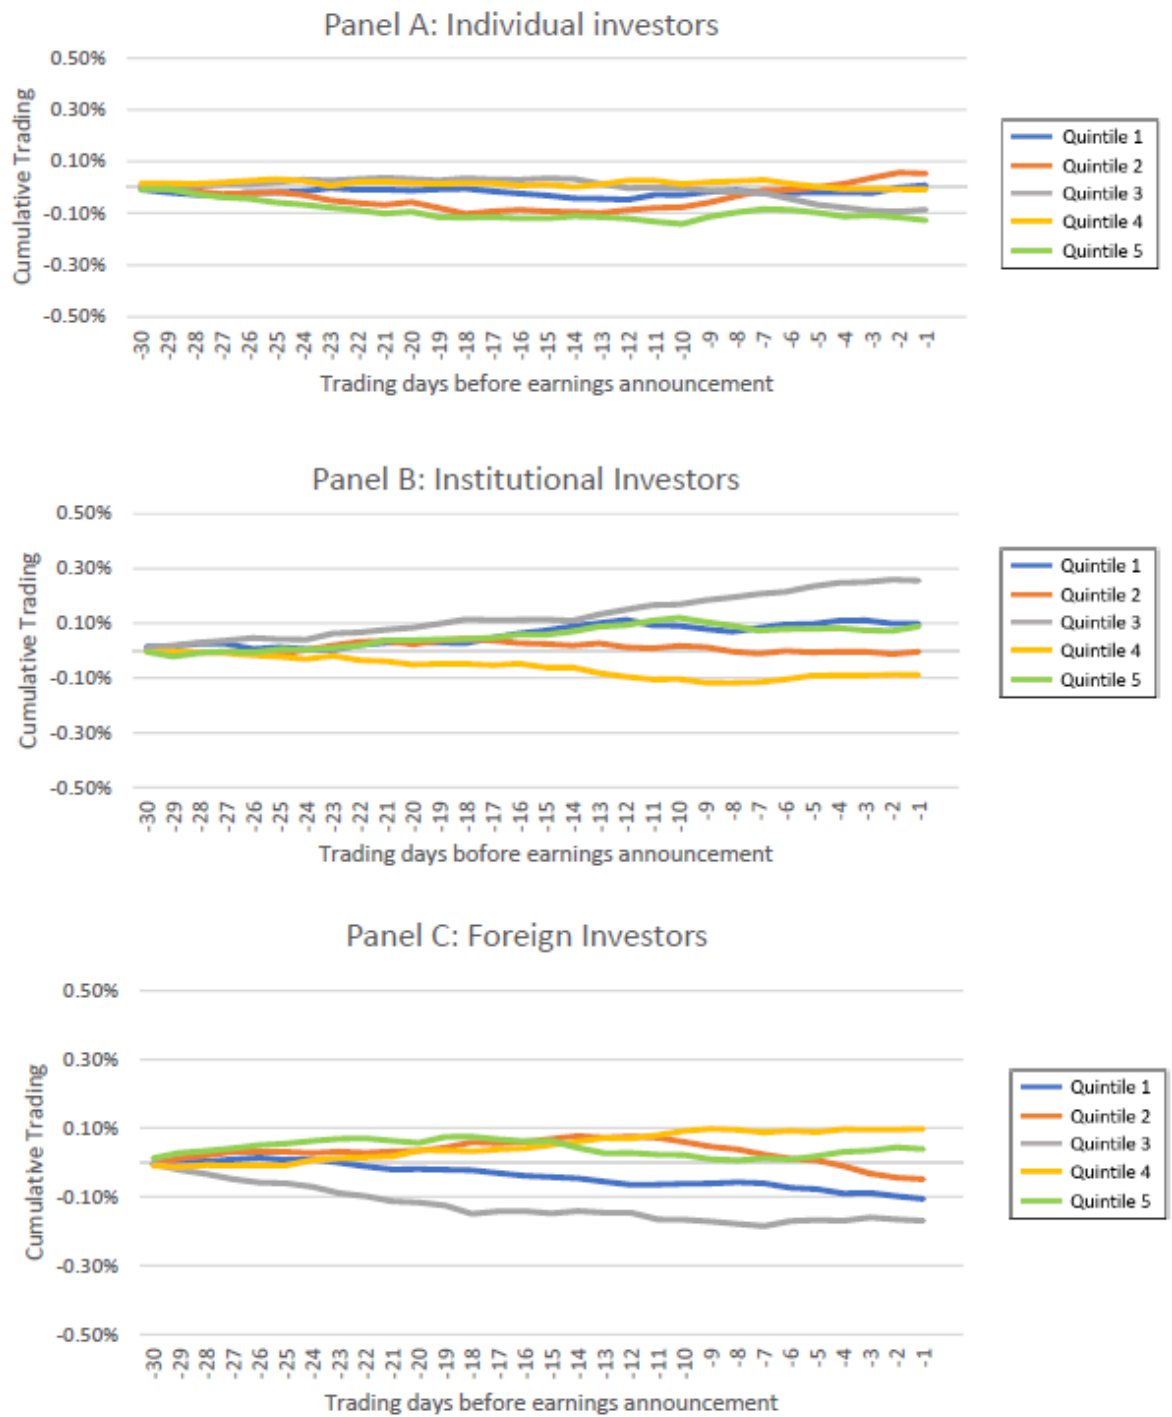 Panel A: Individual investors
0.50%
0.30%
0.10%
-0.10%
-0.30%
-0.50%
Cumulative Trading
-30 -29 -28 -27 -26 -25 -24 -23 -22 -21 -20 -19 -18 -17 -16 -15 -14 -13 -12 -11 -10 -9 -8 -7 -6 -5 -4 -3 -2 -1
Trading days before earnings announcement
Quintile 1
Quintile 2
Quintile 3
Quintile 4
Quintile 5
Panel B: Institutional Investors
0.50%
0.30%
0.10%
-0.10%
-0.30%
-0.50%
Cumulative Trading
-30 -29 -28 -27 -26 -25 -24 -23 -22 -21 -20 -19 -18 -17 -16 -15 -14 -13 -12 -11 -10 -9 -8 -7 -6 -5 -4 -3 -2 -1
Trading days bofore earnings announcement
Quintile 1
Quintile 2
Quintile 3
Quintile 4
Quintile 5
Panel C: Foreign Investors
0.50%
0.30%
0.10%
-0.10%
-0.30%
-0.50%
Cumulative Trading
-30 -29 -28 -27 -26 -25 -24 -23 -22 -21 -20 -19 -18 -17 -16 -15 -14 -13 -12 -11 -10 -9 -8 -7 -6 -5 -4 -3 -2 -1
Trading days before earnings announcement
Quintile 1
Quintile 2
Quintile 3
Quintile 4
Quintile 5